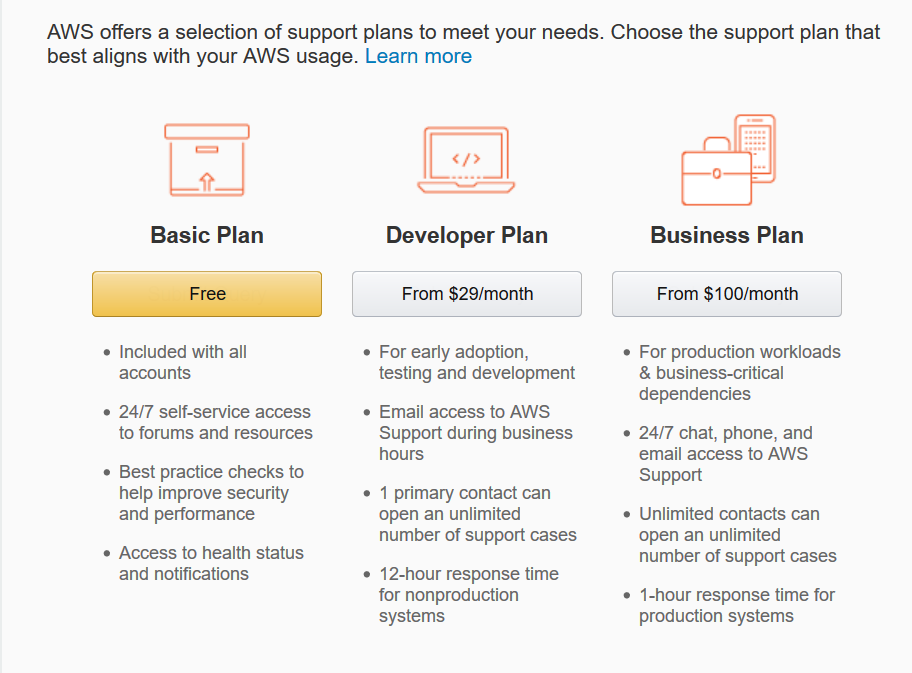 AWS offers a selection of support plans to meet your needs. Choose the support plan that
best aligns with your AWS usage. Learn more
</>
Basic Plan
Free
• Included with all
accounts
• 24/7 self-service access
to forums and resources
• Best practice checks to
help improve security
and performance
• Access to health status
and notifications
Developer Plan
From $29/month
• For early adoption,
testing and development
• Email access to AWS
Support during business
hours
• 1 primary contact can
open an unlimited
number of support cases
• 12-hour response time
for nonproduction
systems
Business Plan
From $100/month
• For production workloads
& business-critical
dependencies
• 24/7 chat, phone, and
email access to AWS
Support
• Unlimited contacts can
open an unlimited
number of support cases
• 1-hour response time for
production systems